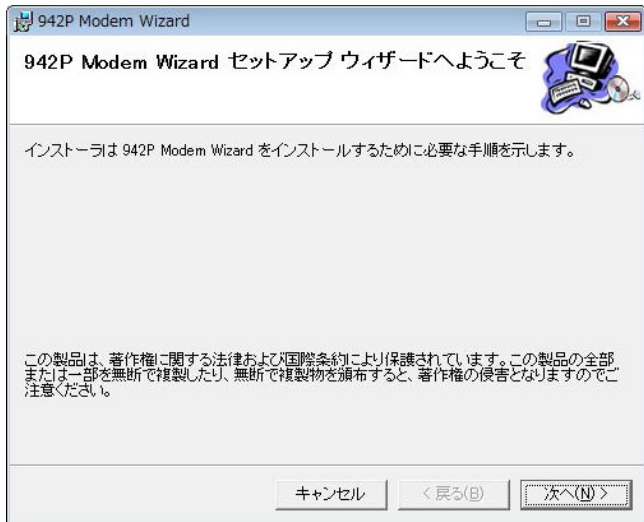 942P Modem Wizard
942P Modem Wizard セットアップ ウィザードへようこそ
インストーラは 942P Modem Wizard をインストールするために必要な手順を示します。
この製品は、著作権に関する法律および国際条約により保護されています。この製品の全部
または一部を無断で複製したり、無断で複製物を頒布すると、著作権の侵害となりますのでご
注意ください。
キャンセル
< 戻る(B)
次へ(N) >